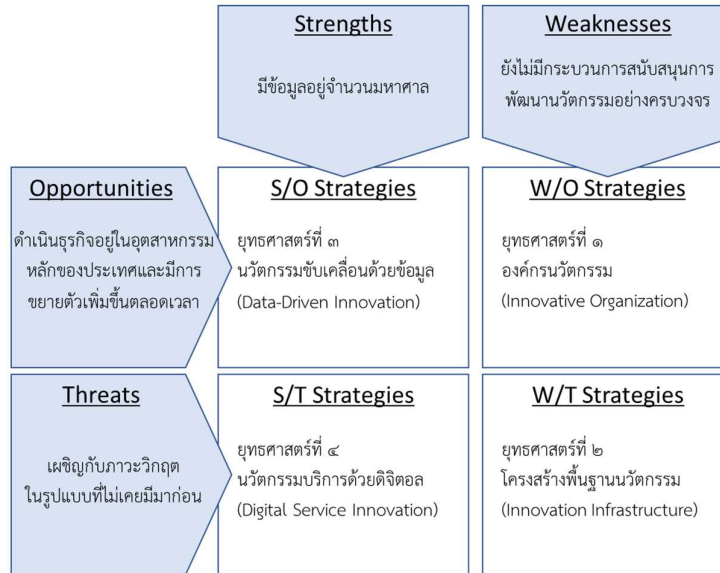 Strengths
มีข้อมูลอยู่จำนวนมหาศาล
Weaknesses
ยังไม่มีกระบวนการสนับสนุนการ
พัฒนานวัตกรรมอย่างครบวงจร
Opportunities
ดำเนินธุรกิจอยู่ในอุตสาหกรรม
หลักของประเทศและมีการ
ขยายตัวเพิ่มขึ้นตลอดเวลา
S/O Strategies
ยุทธศาสตร์ที่ ๓
นวัตกรรมขับเคลื่อนด้วยข้อมูล
(Data-Driven Innovation)
W/O Strategies
ยุทธศาสตร์ที่ ๑
องค์กรนวัตกรรม
(Innovative Organization)
Threats
เผชิญกับภาวะวิกฤต
ในรูปแบบที่ไม่เคยมีมาก่อน
S/T Strategies
ยุทธศาสตร์ที่ ๔
นวัตกรรมบริการด้วยดิจิตอล
(Digital Service Innovation)
W/T Strategies
ยุทธศาสตร์ที่ ๒
โครงสร้างพื้นฐานนวัตกรรม
(Innovation Infrastructure)